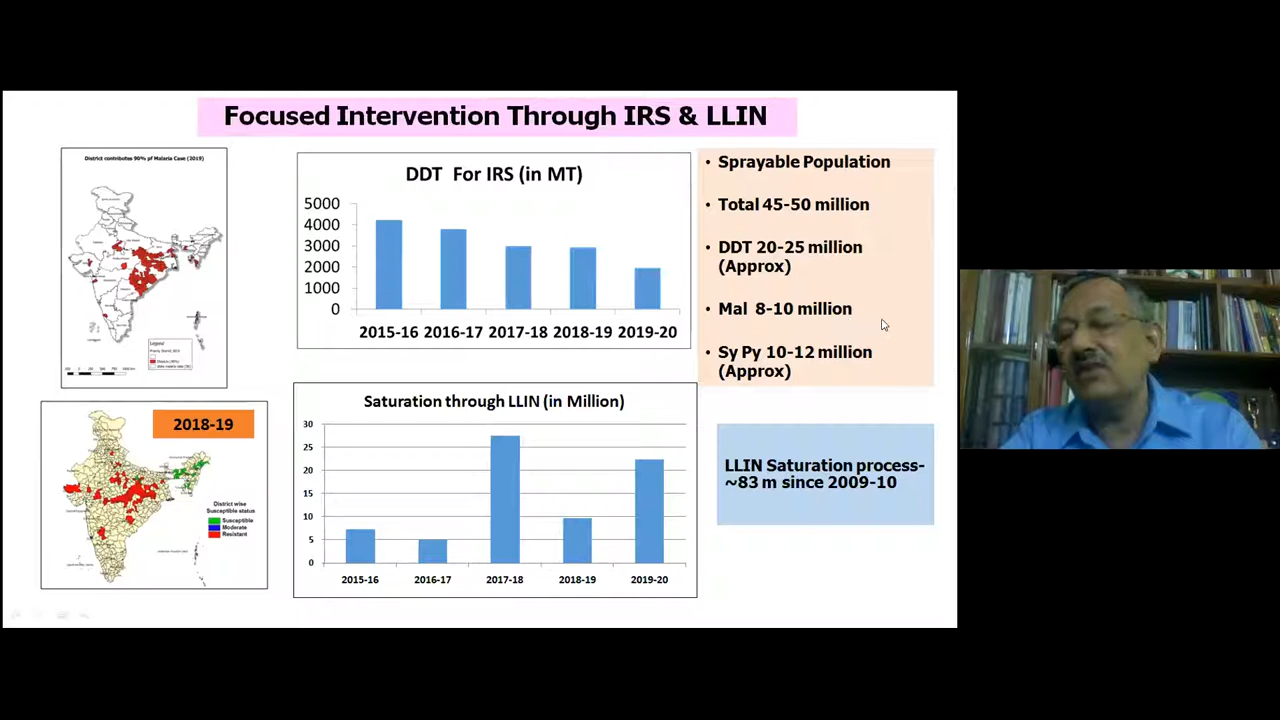 Focused Intervention Through IRS & LLIN
District contributes 90% pf Malaria Case (2019)
Legend
DDT For IRS (in MT)
5000
4000
3000
2000
1000
0
2015-16 2016-17 2017-18 2018-19 2019-20
• Sprayable Population
• Total 45-50 million
• DDT 20-25 million
(Approx)
• Mal 8-10 million
• Sy Py 10-12 million
(Approx)
2018-19
District wise
Susceptible status
Susceptible
Moderate
Resistant
Saturation through LLIN (in Million)
30
25
20
15
10
5
0
2015-16 2016-17 2017-18 2018-19 2019-20
LLIN Saturation process-
~83 m since 2009-10